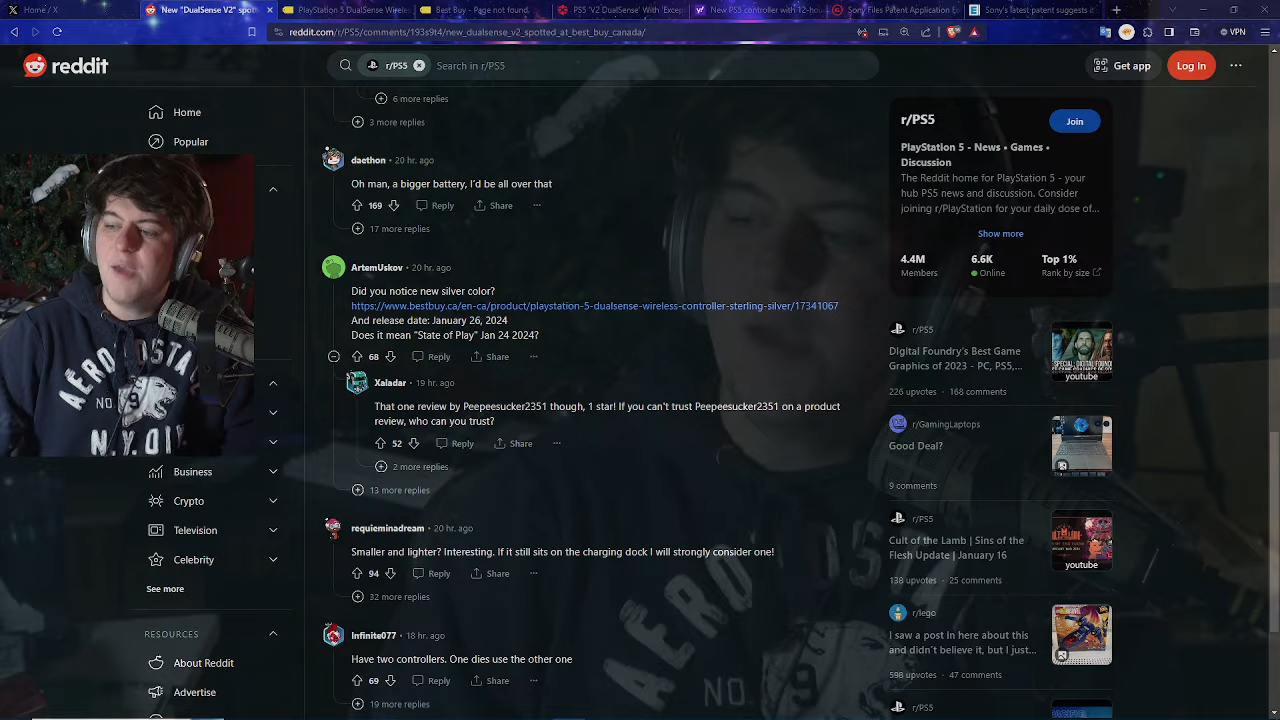 Home / X
New "DualSense V2" spot
PlayStation 5 DualSense Wirele
Best Buy - Page not found,
PS5 'V2 DualSense' With 'Excep
New PS5 controller with 12-hou
Sony Files Patent Application fo
Sony's latest patent suggests it
reddit.com/r/PS5/comments/193s9t4/new_dualsense_v2_spotted_at_best_buy_canada/
VPN
reddit
r/PS5
Search in r/PS5
Get app
Log In
Home
Popular
Business
Crypto
Television
Celebrity
See more
RESOURCES
About Reddit
Advertise
6 more replies
3 more replies
daethon • 20 hr. ago
Oh man, a bigger battery, I'd be all over that
169 Reply Share
17 more replies
ArtemUskov • 20 hr. ago
Did you notice new silver color?
https://www.bestbuy.ca/en-ca/product/playstation-5-dualsense-wireless-controller-sterling-silver/17341067
And release date: January 26, 2024
Does it mean "State of Play" Jan 24 2024?
68 Reply Share
Xaladar • 19 hr. ago
That one review by Peepeesucker2351 though, 1 star! If you can't trust Peepeesucker2351 on a product
review, who can you trust?
52 Reply Share
2 more replies
13 more replies
requieminadream • 20 hr. ago
Smaller and lighter? Interesting. If it still sits on the charging dock I will strongly consider one!
94 Reply Share
32 more replies
Infinite077 • 18 hr. ago
Have two controllers. One dies use the other one
69 Reply Share
19 more replies
r/PS5
Join
PlayStation 5 - News • Games •
Discussion
The Reddit home for PlayStation 5 - your
hub PS5 news and discussion. Consider
joining r/PlayStation for your daily dose of...
Show more
4.4M 6.6K Top 1%
Members Online Rank by size
r/PS5
Digital Foundry's Best Game
Graphics of 2023 - PC, PS5,...
226 upvotes • 168 comments
youtube
r/GamingLaptops
Good Deal?
9 comments
r/PS5
Cult of the Lamb | Sins of the
Flesh Update | January 16
138 upvotes • 25 comments
youtube
r/lego
I saw a post in here about this
and didn't believe it, but I just...
598 upvotes • 47 comments
r/PS5
AÉRO
NO.
N.Y.